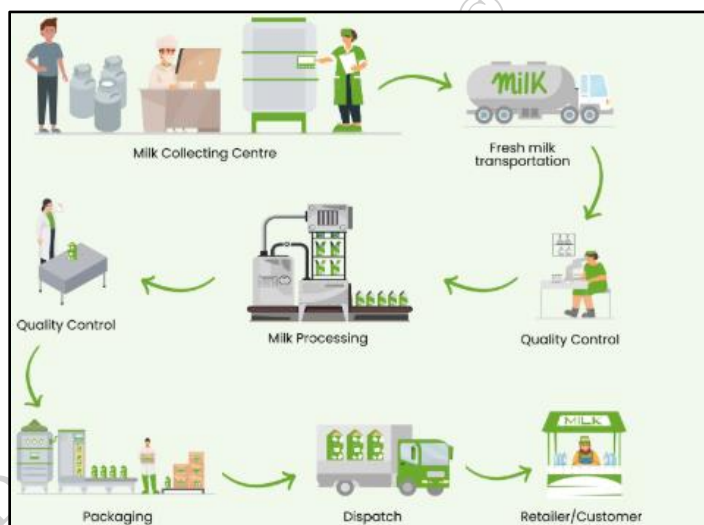 Milk Collecting Centre
milk
Fresh milk
transportation
Quality Control
Milk Processing
Quality Control
Packaging
Dispatch
MILK
Retailer/Customer